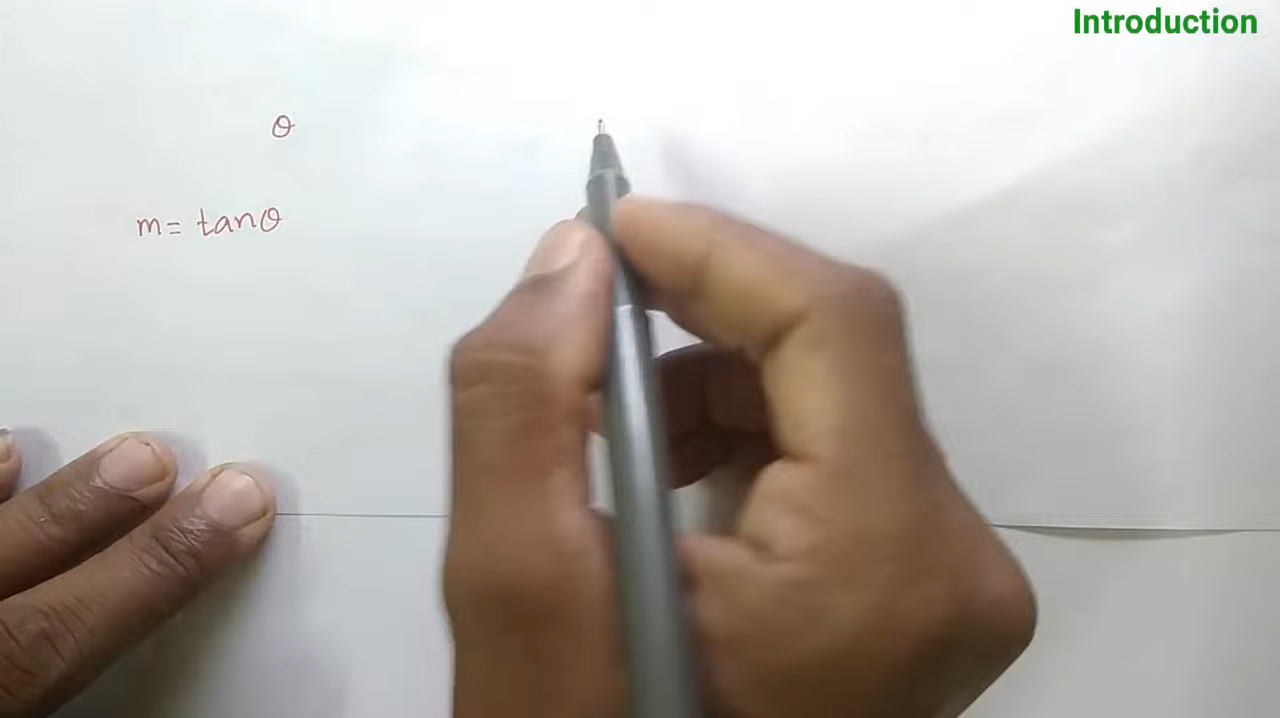 Introduction
θ
m = tanθ